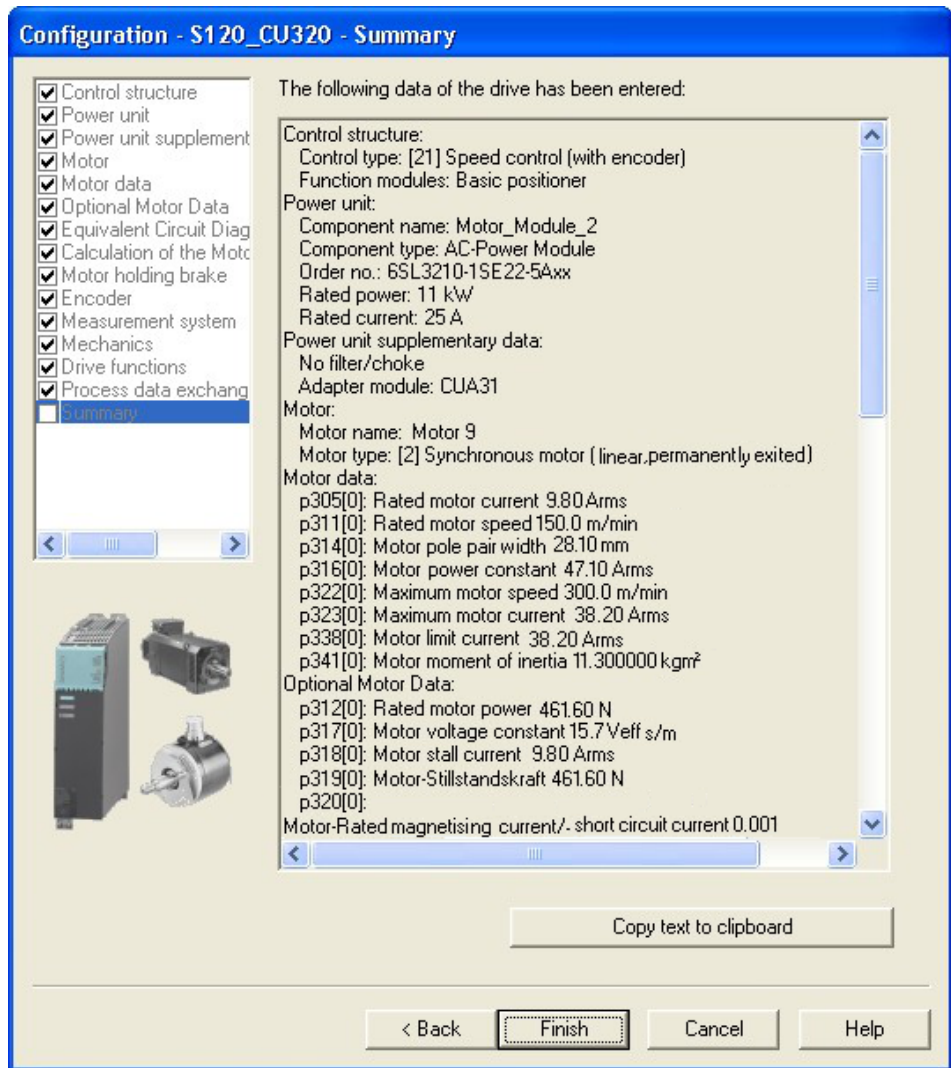 Configuration - S120_CU320 - Summary
Control structure
Power unit
Power unit supplement
Motor
Motor data
Optional Motor Data
Equivalent Circuit Diag
Calculation of the Moto
Motor holding brake
Encoder
Measurement system
Mechanics
Drive functions
Process data exchang
Summary
The following data of the drive has been entered:
Control structure:
Control type: [21] Speed control (with encoder)
Function modules: Basic positioner
Power unit:
Component name: Motor_Module_2
Component type: AC-Power Module
Order no.: 6SL3210-1SE22-5Axx
Rated power: 11 kW
Rated current: 25 A
Power unit supplementary data:
No filter/choke
Adapter module: CUA31
Motor:
Motor name: Motor 9
Motor type: [2] Synchronous motor (linear,permanently exited)
Motor data:
p305[0]: Rated motor current 9.80 Arms
p311[0]: Rated motor speed 150.0 m/min
p314[0]: Motor pole pair width 28.10 mm
p316[0]: Motor power constant 47.10 Arms
p322[0]: Maximum motor speed 300.0 m/min
p323[0]: Maximum motor current 38.20 Arms
p338[0]: Motor limit current 38.20 Arms
p341[0]: Motor moment of inertia 11.300000 kgm²
Optional Motor Data:
p312[0]: Rated motor power 461.60 N
p317[0]: Motor voltage constant 15.7 Veff s/m
p318[0]: Motor stall current 9.80 Arms
p319[0]: Motor-Stillstandskraft 461.60 N
p320[0]:
Motor-Rated magnetising current/- short circuit current 0.001
Copy text to clipboard
< Back
Finish
Cancel
Help